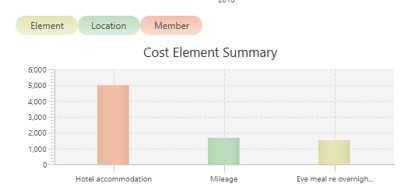 Element Location Member
Cost Element Summary
6,000
5,000
4,000
3,000
2,000
1,000
0
Hotel accommodation Mileage Eve meal re overnigh...